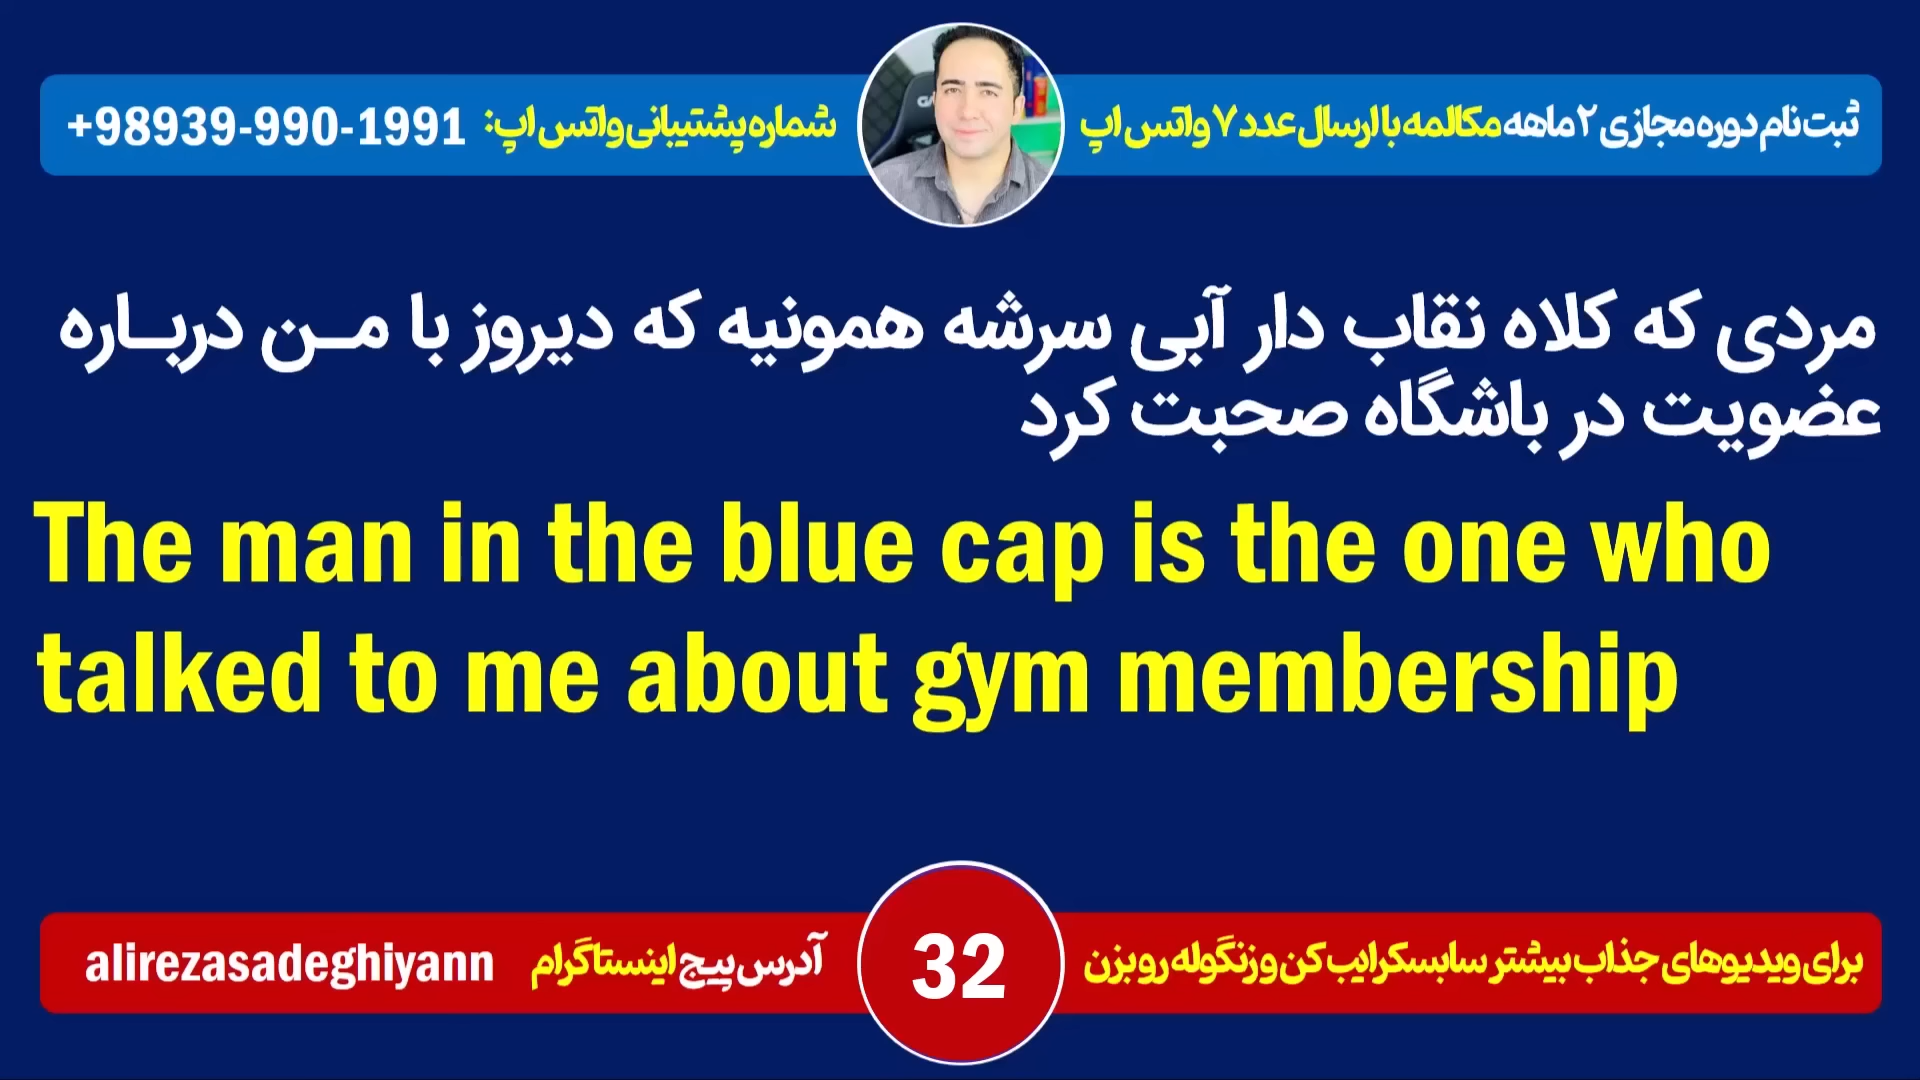 ثبت نام دوره مجازی ۲ ماهه مکالمه با ارسال عدد ۷ واتس اپ
شماره پشتیبانی واتس اپ: +98939-990-1991
مردی که کلاه نقاب دار آبی سرشه همونیه که دیروز با من درباره
عضویت در باشگاه صحبت کرد
The man in the blue cap is the one who
talked to me about gym membership
برای ویدیوهای جذاب بیشتر سابسکرایب کن و زنگوله رو بزن
32
آدرس پیج اینستاگرام alirezasadeghiyann